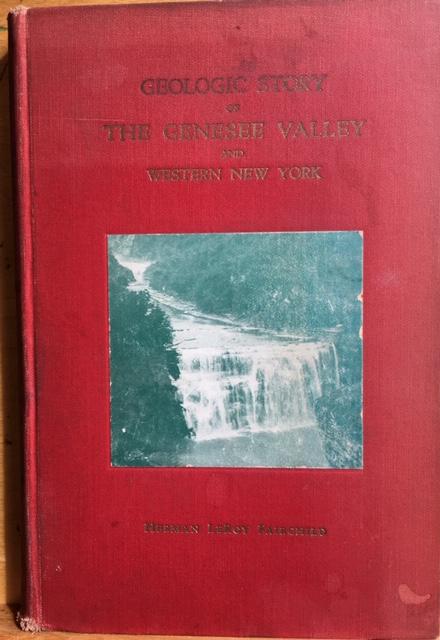 GEOLOGIC STORY
OF
THE GENESEE VALLEY
AND
WESTERN NEW YORK
HERMAN LEROY FAIRCHILD